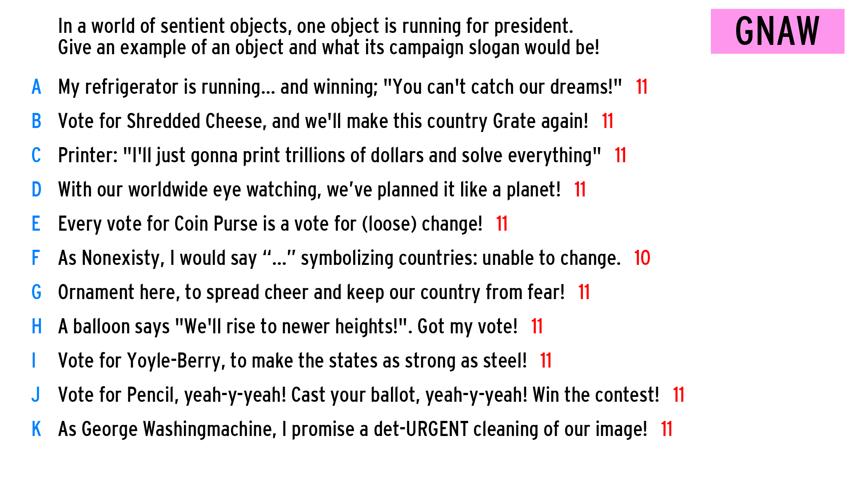 In a world of sentient objects, one object is running for president.
Give an example of an object and what its campaign slogan would be!
GNAW
A My refrigerator is running... and winning; "You can't catch our dreams!" 11
B Vote for Shredded Cheese, and we'll make this country Grate again! 11
C Printer: "I'll just gonna print trillions of dollars and solve everything" 11
D With our worldwide eye watching, we’ve planned it like a planet! 11
E Every vote for Coin Purse is a vote for (loose) change! 11
F As Nonexisty, I would say “...” symbolizing countries: unable to change. 10
G Ornament here, to spread cheer and keep our country from fear! 11
H A balloon says "We'll rise to newer heights!". Got my vote! 11
I Vote for Yoyle-Berry, to make the states as strong as steel! 11
J Vote for Pencil, yeah-y-yeah! Cast your ballot, yeah-y-yeah! Win the contest! 11
K As George Washingmachine, I promise a det-URGENT cleaning of our image! 11